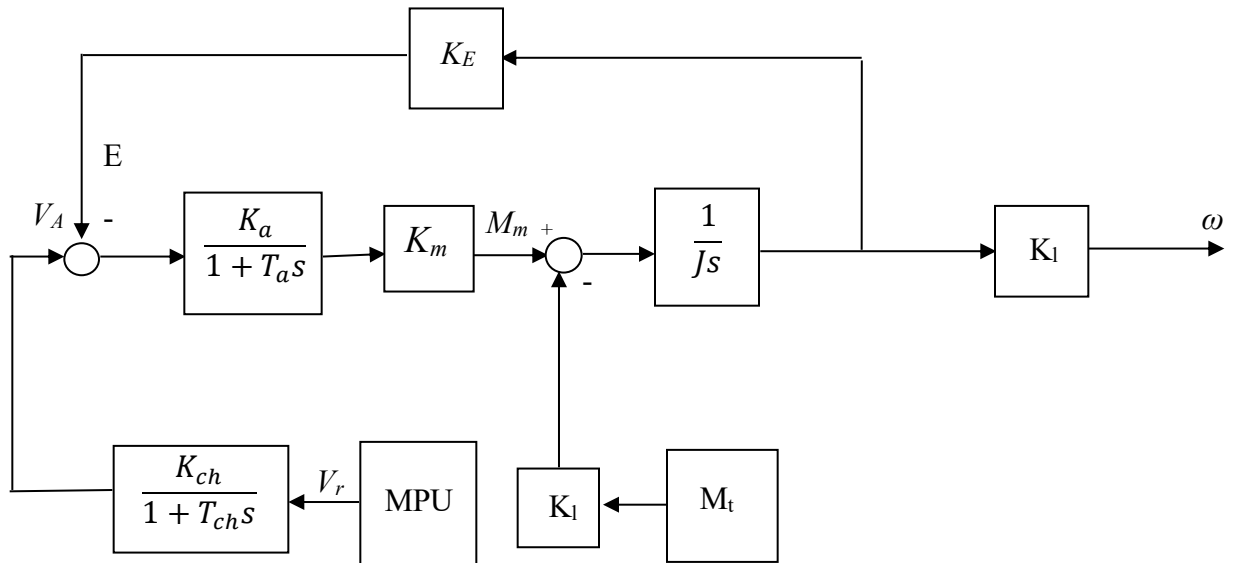 K_E
E
V_A -
K_a
1 + T_a s
K_m
M_m +
-
1
Js
K_l
ω
K_ch
1 + T_ch s
V_r
MPU
K_l
M_t